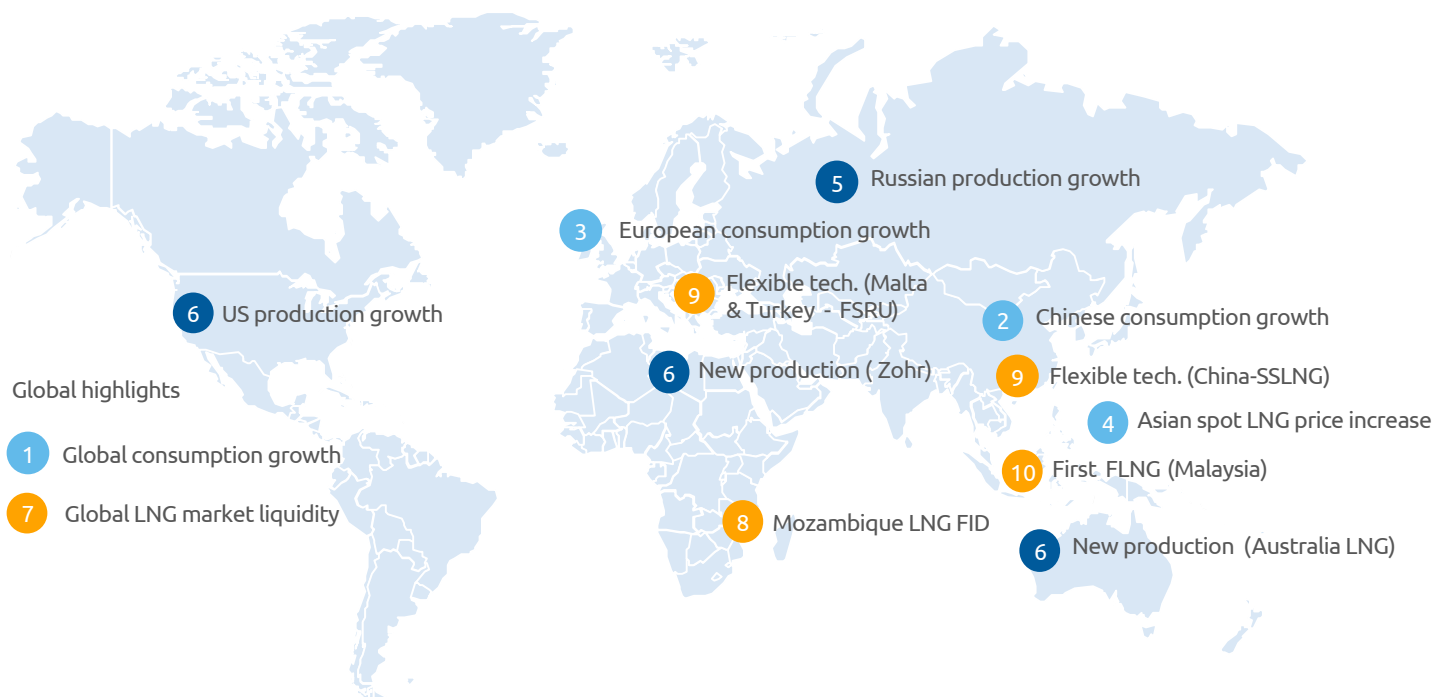 5 Russian production growth
3 European consumption growth
9 Flexible tech. (Malta
& Turkey - FSRU)
6 US production growth
2 Chinese consumption growth
6 New production ( Zohr)
9 Flexible tech. (China-SSLNG)
Global highlights
4 Asian spot LNG price increase
1 Global consumption growth
10 First FLNG (Malaysia)
7 Global LNG market liquidity
8 Mozambique LNG FID
6 New production (Australia LNG)